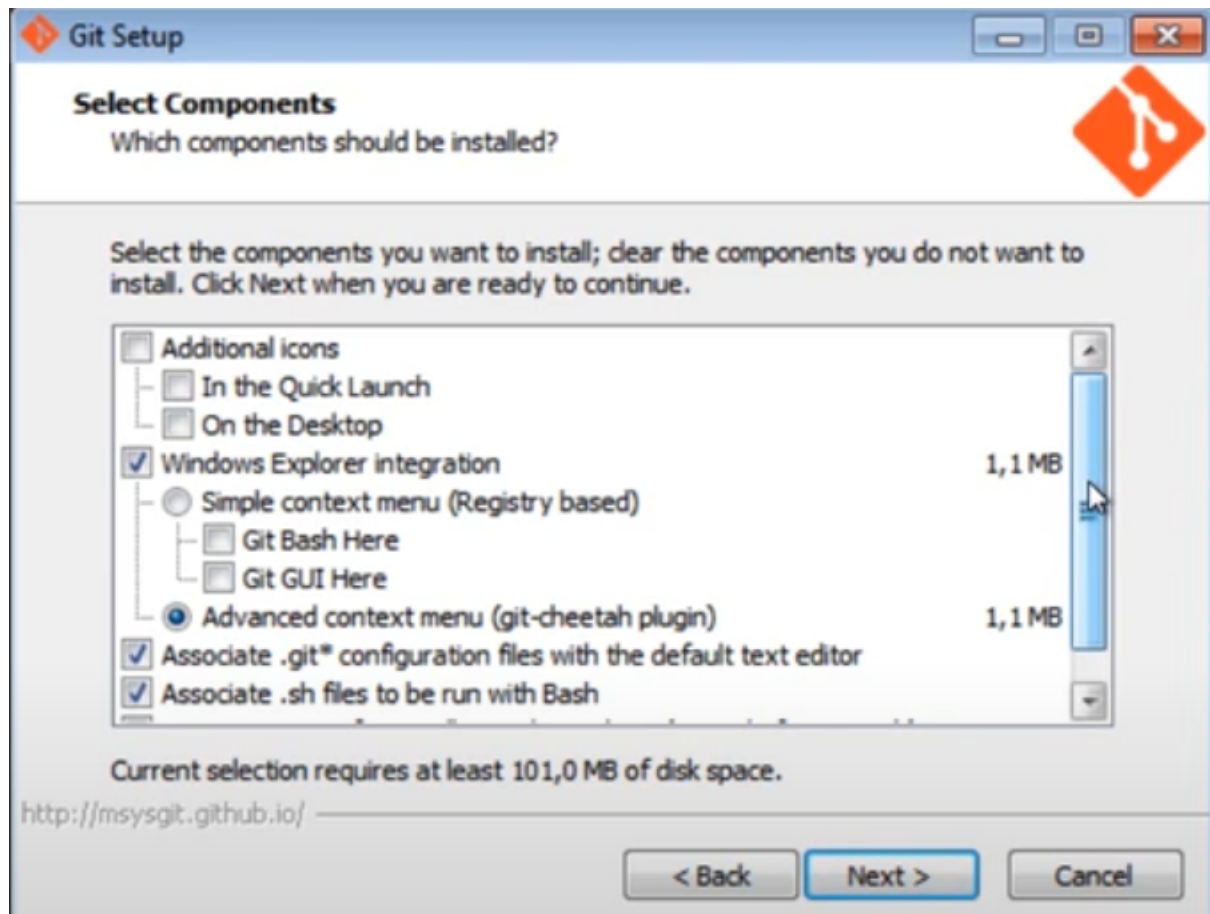 Git Setup
Select Components
Which components should be installed?
Select the components you want to install; clear the components you do not want to
install. Click Next when you are ready to continue.
Additional icons
In the Quick Launch
On the Desktop
Windows Explorer integration 1,1 MB
Simple context menu (Registry based)
Git Bash Here
Git GUI Here
Advanced context menu (git-cheetah plugin) 1,1 MB
Associate .git* configuration files with the default text editor
Associate .sh files to be run with Bash
Current selection requires at least 101,0 MB of disk space.
http://msysgit.github.io/
< Back Next > Cancel